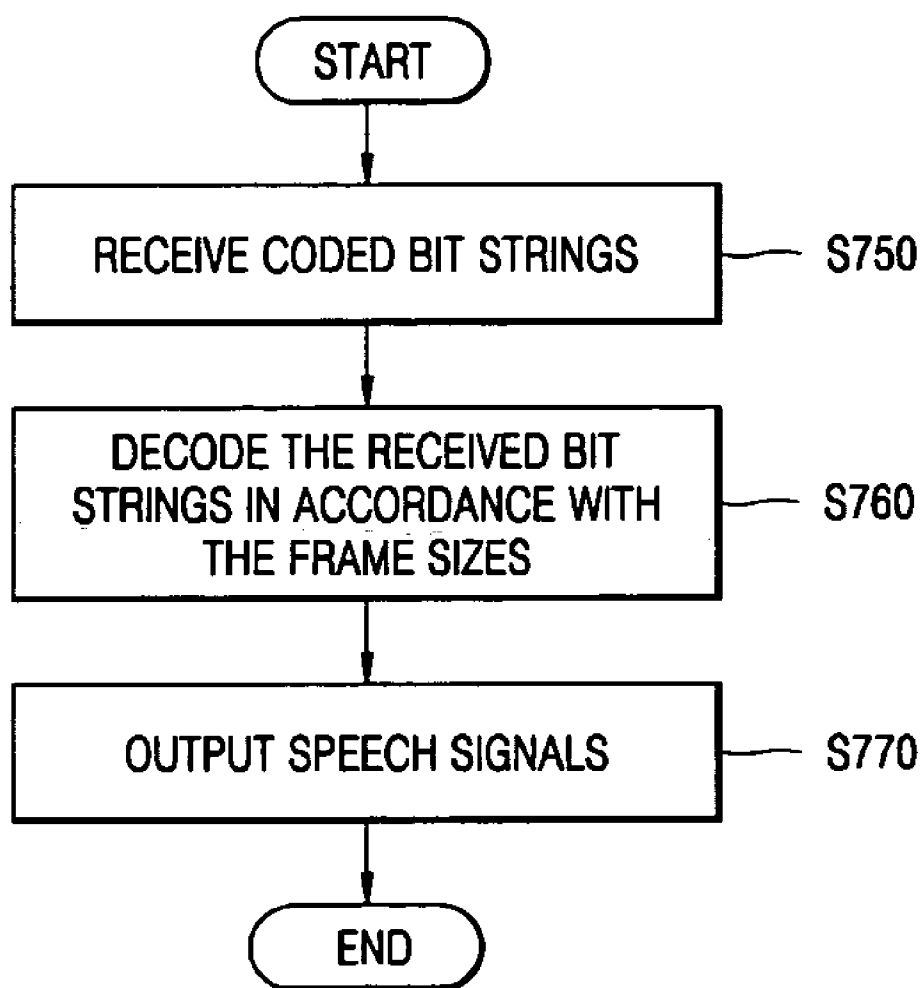 START
RECEIVE CODED BIT STRINGS
S750
DECODE THE RECEIVED BIT
STRINGS IN ACCORDANCE WITH
THE FRAME SIZES
S760
OUTPUT SPEECH SIGNALS
S770
END